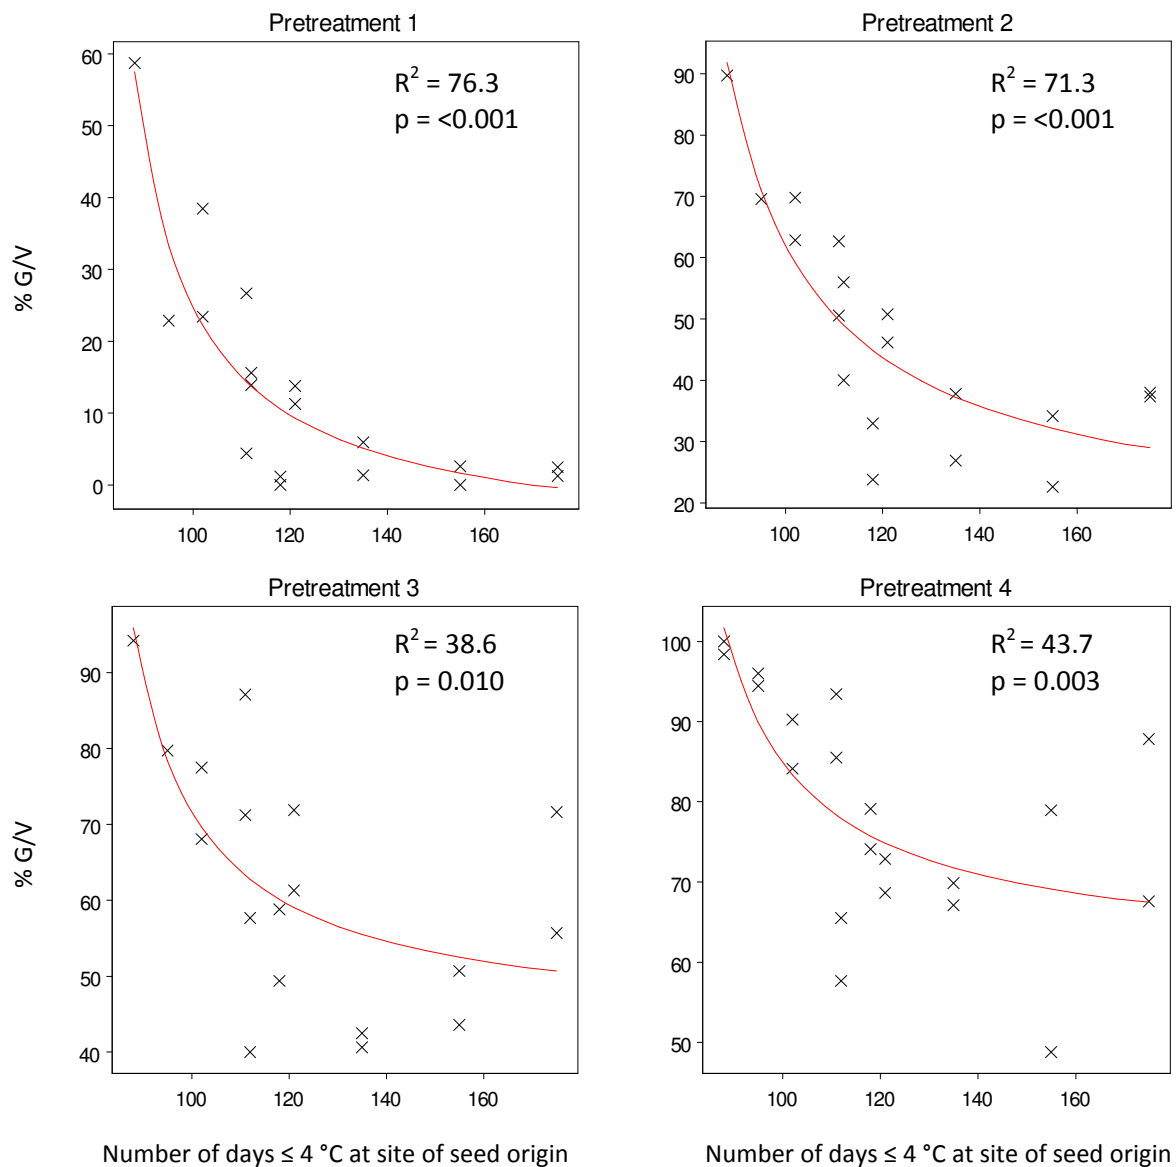 Pretreatment 1
R² = 76.3
p = <0.001
% G/V
60
50
40
30
20
10
0
100 120 140 160
Pretreatment 2
R² = 71.3
p = <0.001
90
80
70
60
50
40
30
20
100 120 140 160
Pretreatment 3
R² = 38.6
p = 0.010
% G/V
90
80
70
60
50
40
100 120 140 160
Number of days ≤ 4 °C at site of seed origin
Pretreatment 4
R² = 43.7
p = 0.003
100
90
80
70
60
50
100 120 140 160
Number of days ≤ 4 °C at site of seed origin